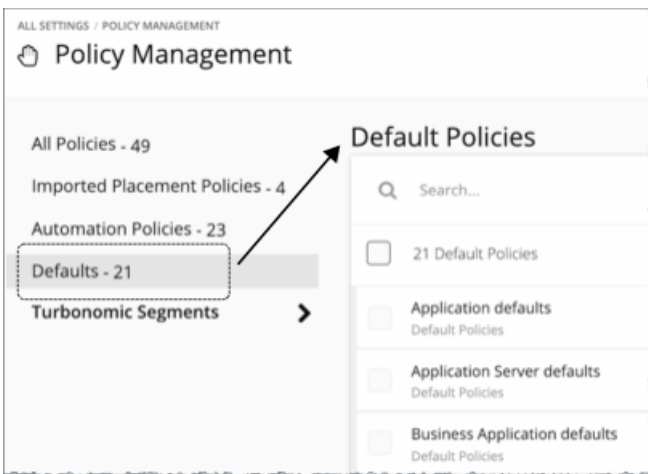 ALL SETTINGS / POLICY MANAGEMENT
Policy Management
All Policies - 49
Imported Placement Policies - 4
Automation Policies - 23
Defaults - 21
Turbonomic Segments
Default Policies
Search...
21 Default Policies
Application defaults
Default Policies
Application Server defaults
Default Policies
Business Application defaults
Default Policies